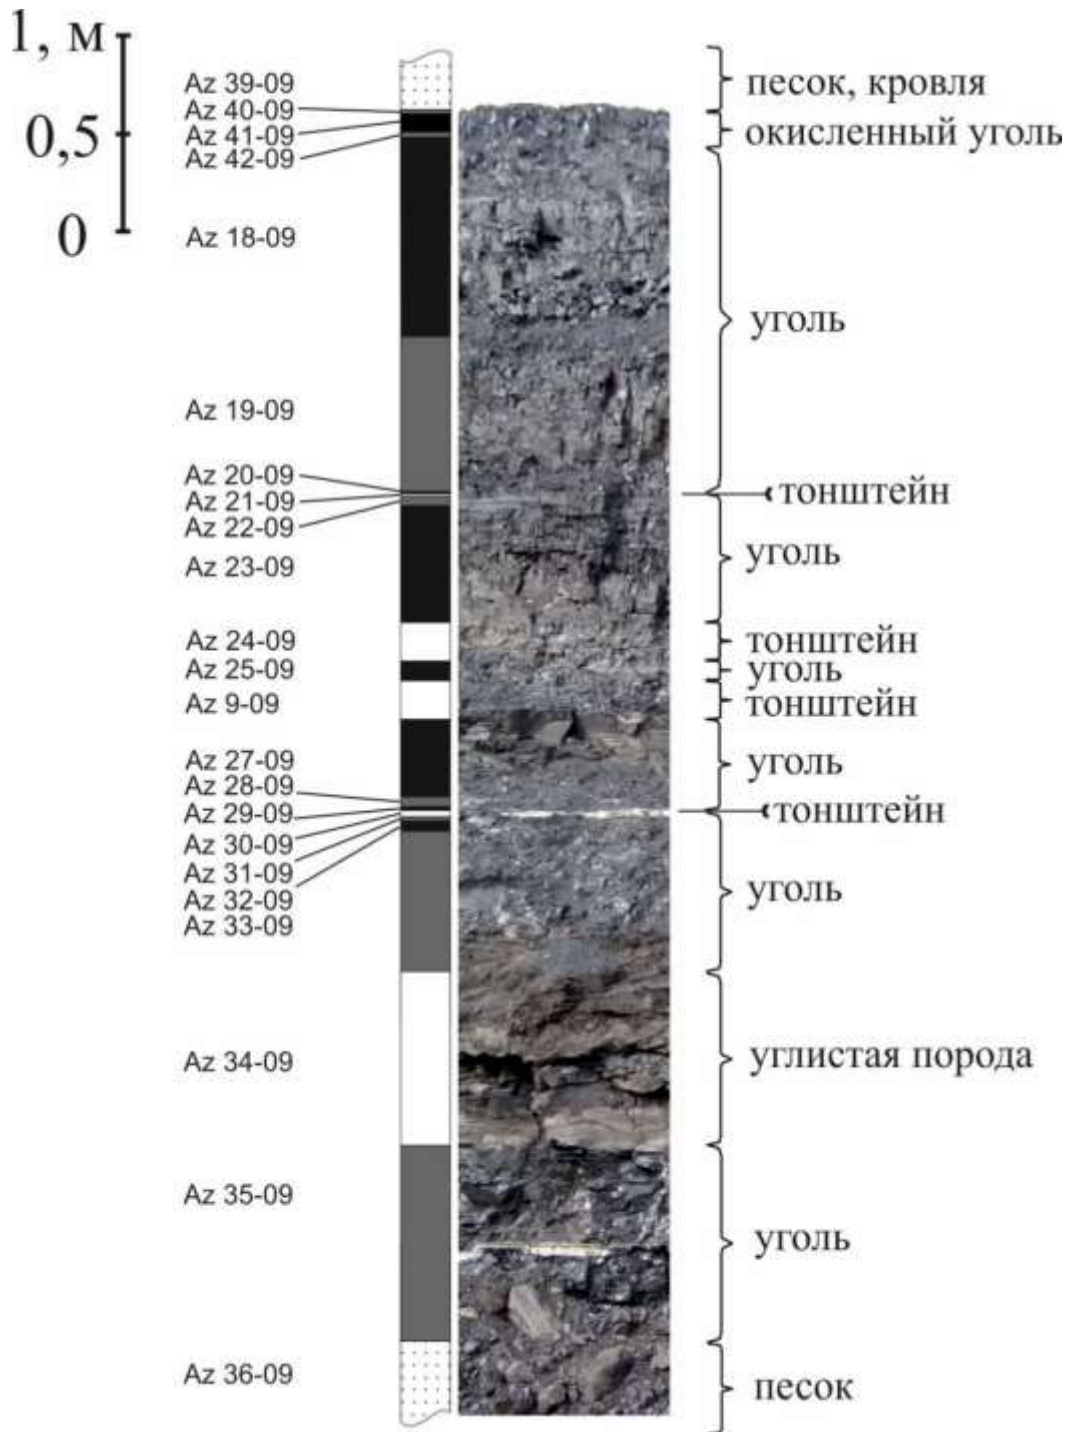 1, м
0,5
0
Az 39-09
Az 40-09
Az 41-09
Az 42-09
Az 18-09
Az 19-09
Az 20-09
Az 21-09
Az 22-09
Az 23-09
Az 24-09
Az 25-09
Az 9-09
Az 27-09
Az 28-09
Az 29-09
Az 30-09
Az 31-09
Az 32-09
Az 33-09
Az 34-09
Az 35-09
Az 36-09
песок, кровля
окисленный уголь
уголь
тонштейн
уголь
тонштейн
уголь
тонштейн
уголь
тонштейн
уголь
углистая порода
уголь
песок